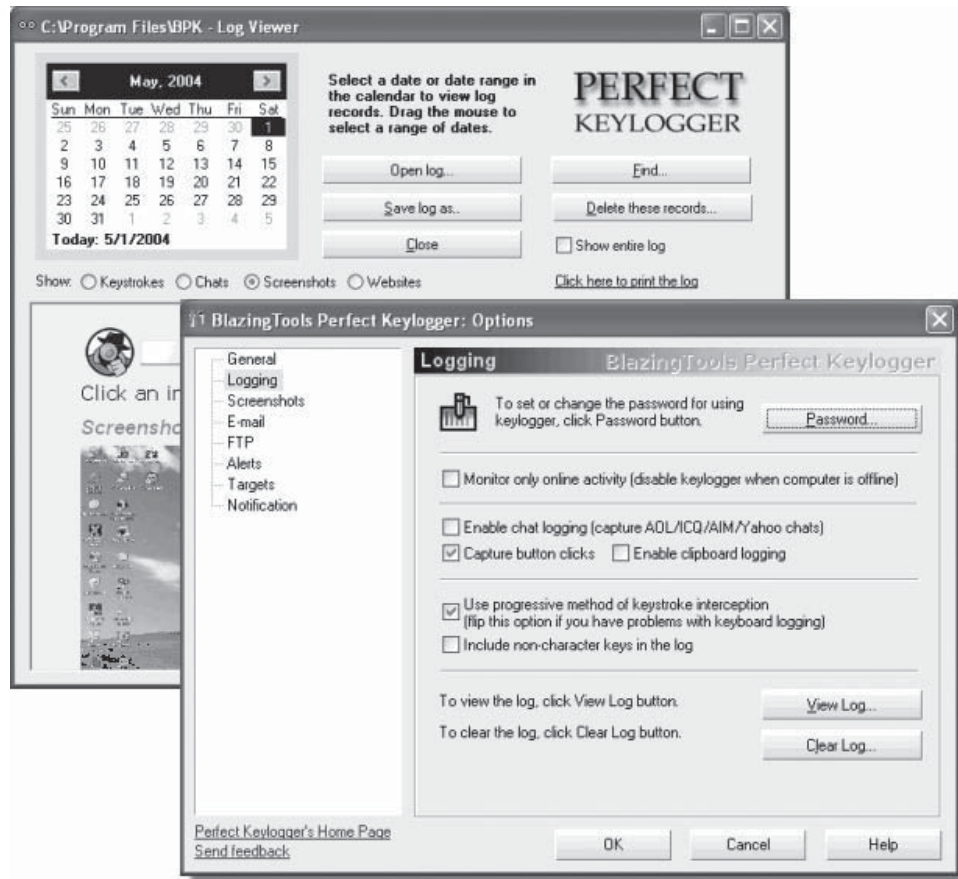 C:\Program Files\BPK - Log Viewer
May, 2004
Sun Mon Tue Wed Thu Fri Sat
25 26 27 28 29 30 1
2 3 4 5 6 7 8
9 10 11 12 13 14 15
16 17 18 19 20 21 22
23 24 25 26 27 28 29
30 31 1 2 3 4 5
Today: 5/1/2004
Select a date or date range in
the calendar to view log
records. Drag the mouse to
select a range of dates.
PERFECT
KEYLOGGER
Open log...
Find...
Save log as..
Delete these records...
Close
Show entire log
Show: Keystrokes Chats Screenshots Websites
Click here to print the log
Click an
Screensho
BlazingTools Perfect Keylogger: Options
General
Logging
Screenshots
E-mail
FTP
Alerts
Targets
Notification
Logging BlazingTools Perfect Keylogger
To set or change the password for using
keylogger, click Password button.
Password...
Monitor only online activity (disable keylogger when computer is offline)
Enable chat logging (capture AOL/ICQ/AIM/Yahoo chats)
Capture button clicks Enable clipboard logging
Use progressive method of keystroke interception
(flip this option if you have problems with keyboard logging)
Include non-character keys in the log
To view the log, click View Log button.
View Log...
To clear the log, click Clear Log button.
Clear Log...
Perfect Keylogger's Home Page
Send feedback
OK
Cancel
Help